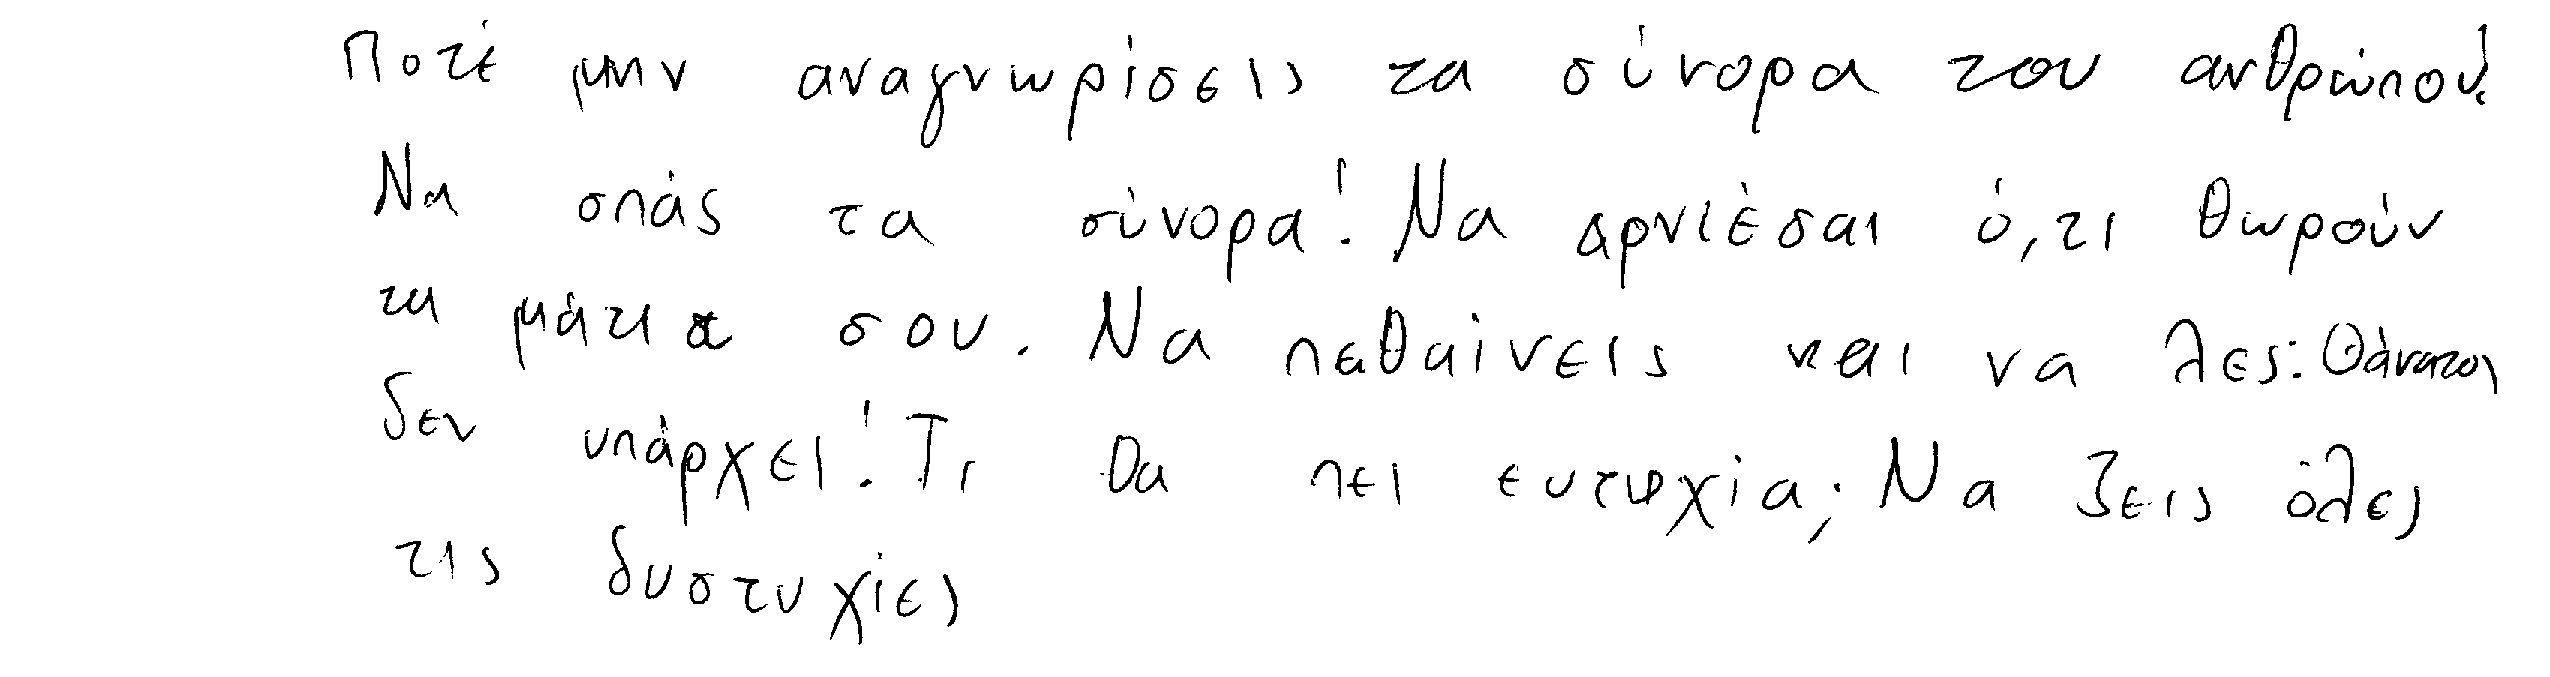 Ποτέ μην αναγνωρίσεις τα σύνορα του ανθρώπου!
Να σπάς τα σύνορα! Να αρνιέσαι ό,τι θωρούν
τα μάτια σου. Να πεθαίνεις και να λες: Θάνατος
δεν υπάρχει! Τι θα πει ευτυχία; Να ζεις όλες
τις δυστυχίες